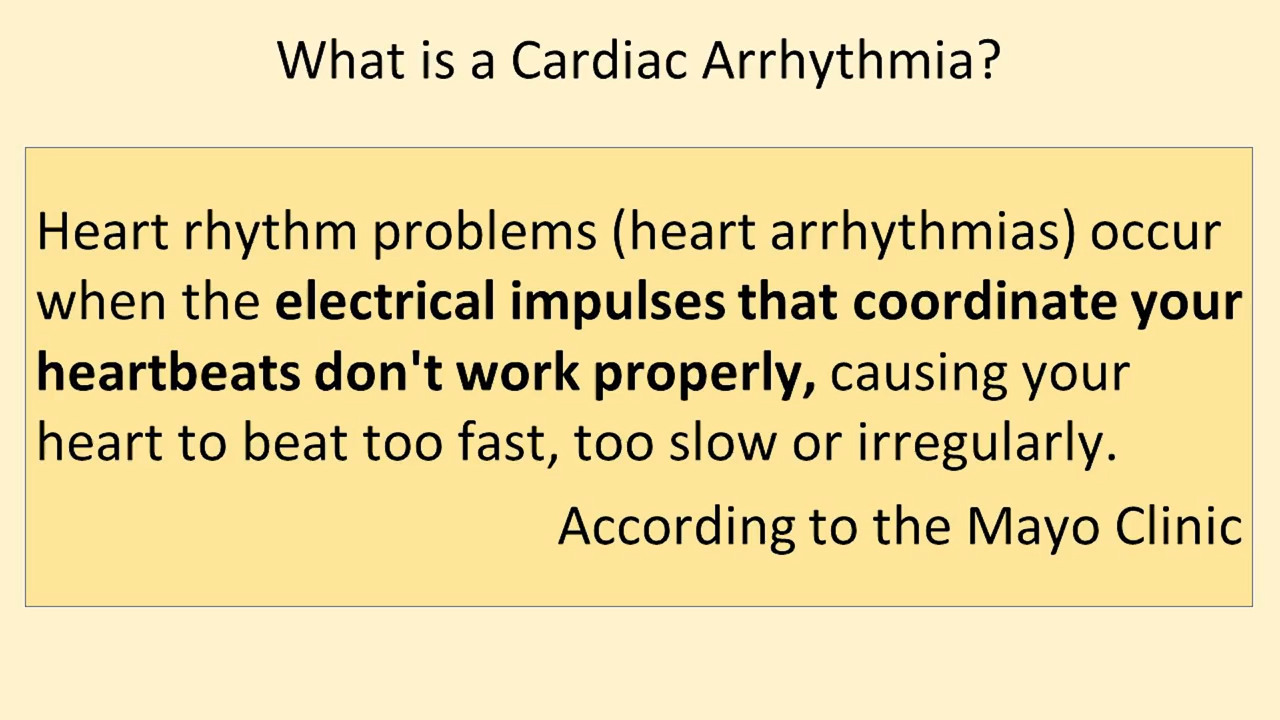 What is a Cardiac Arrhythmia?
Heart rhythm problems (heart arrhythmias) occur
when the electrical impulses that coordinate your
heartbeats don't work properly, causing your
heart to beat too fast, too slow or irregularly.
According to the Mayo Clinic